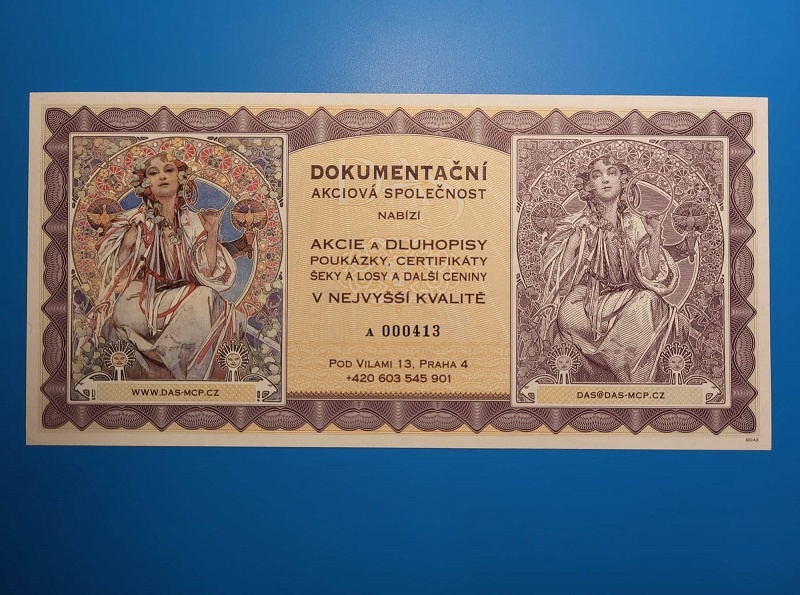 DOKUMENTAČNÍ
AKCIOVÁ SPOLEČNOST
NABÍZÍ
AKCIE A DLUHOPISY
POUKÁZKY, CERTIFIKÁTY
ŠEKY A LOSY A DALŠÍ CENINY
V NEJVYŠŠÍ KVALITĚ
A 000413
POD VILAMI 13, PRAHA 4
+420 603 545 901
WWW.DAS-MCP.CZ
DAS@DAS-MCP.CZ